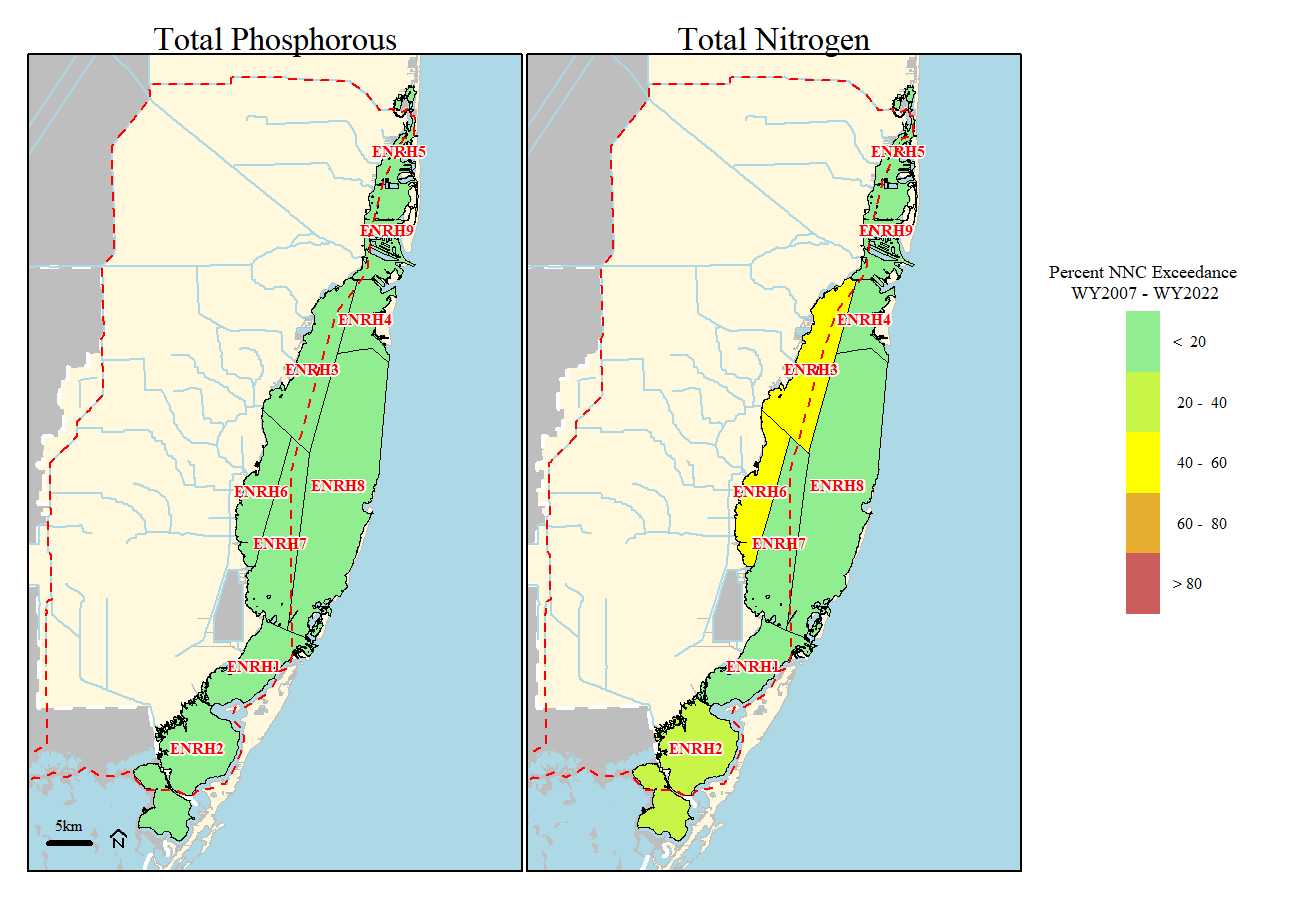 Total Phosphorous
ENRH5
ENRH9
ENRH4
ENRH3
ENRH6
ENRH8
ENRH7
ENRH1
ENRH2
5km
N
Total Nitrogen
ENRH5
ENRH9
ENRH4
ENRH3
ENRH6
ENRH8
ENRH7
ENRH1
ENRH2
Percent NNC Exceedance
WY2007 - WY2022
< 20
20 - 40
40 - 60
60 - 80
> 80